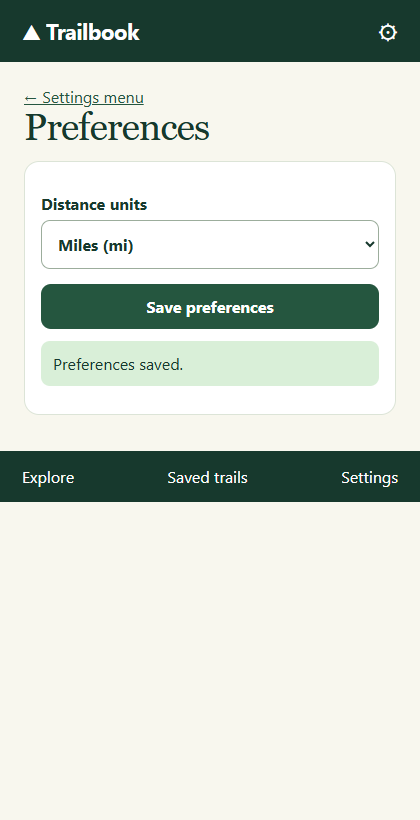 ▲ Trailbook
← Settings menu
Preferences
Distance units
Miles (mi)
Save preferences
Preferences saved.
Explore Saved trails Settings